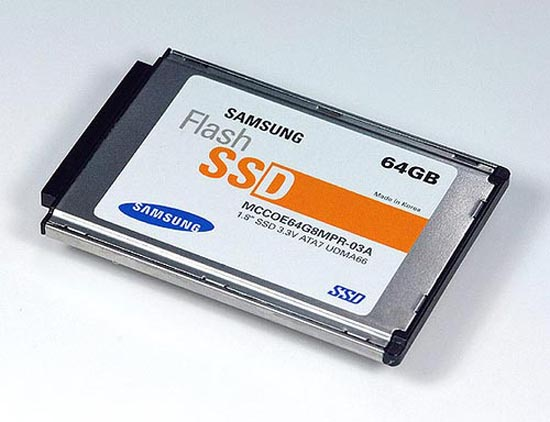 SAMSUNG
Flash
SSD
64GB
Made in Korea
MCCOE64G8MPR-03A
1.8" SSD 3.3V ATA7 UDMA66
SAMSUNG
SSD